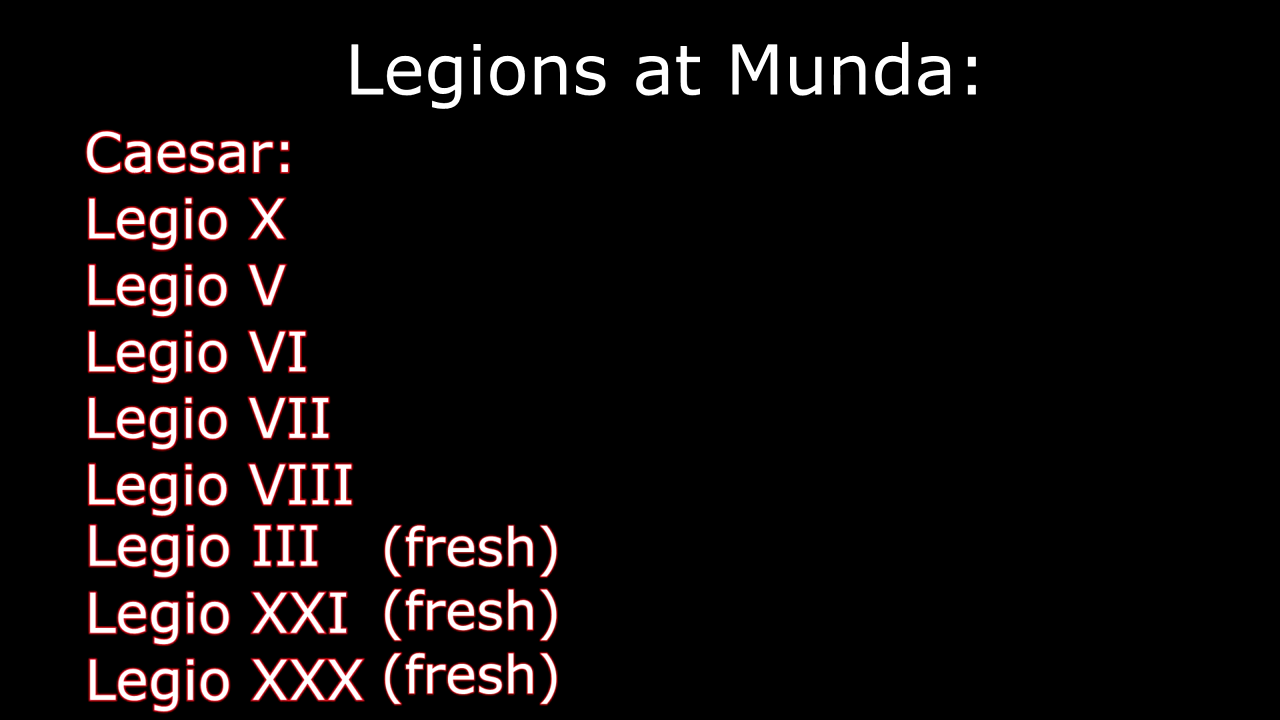 Legions at Munda:
Caesar:
Legio X
Legio V
Legio VI
Legio VII
Legio VIII
Legio III (fresh)
Legio XXI (fresh)
Legio XXX (fresh)